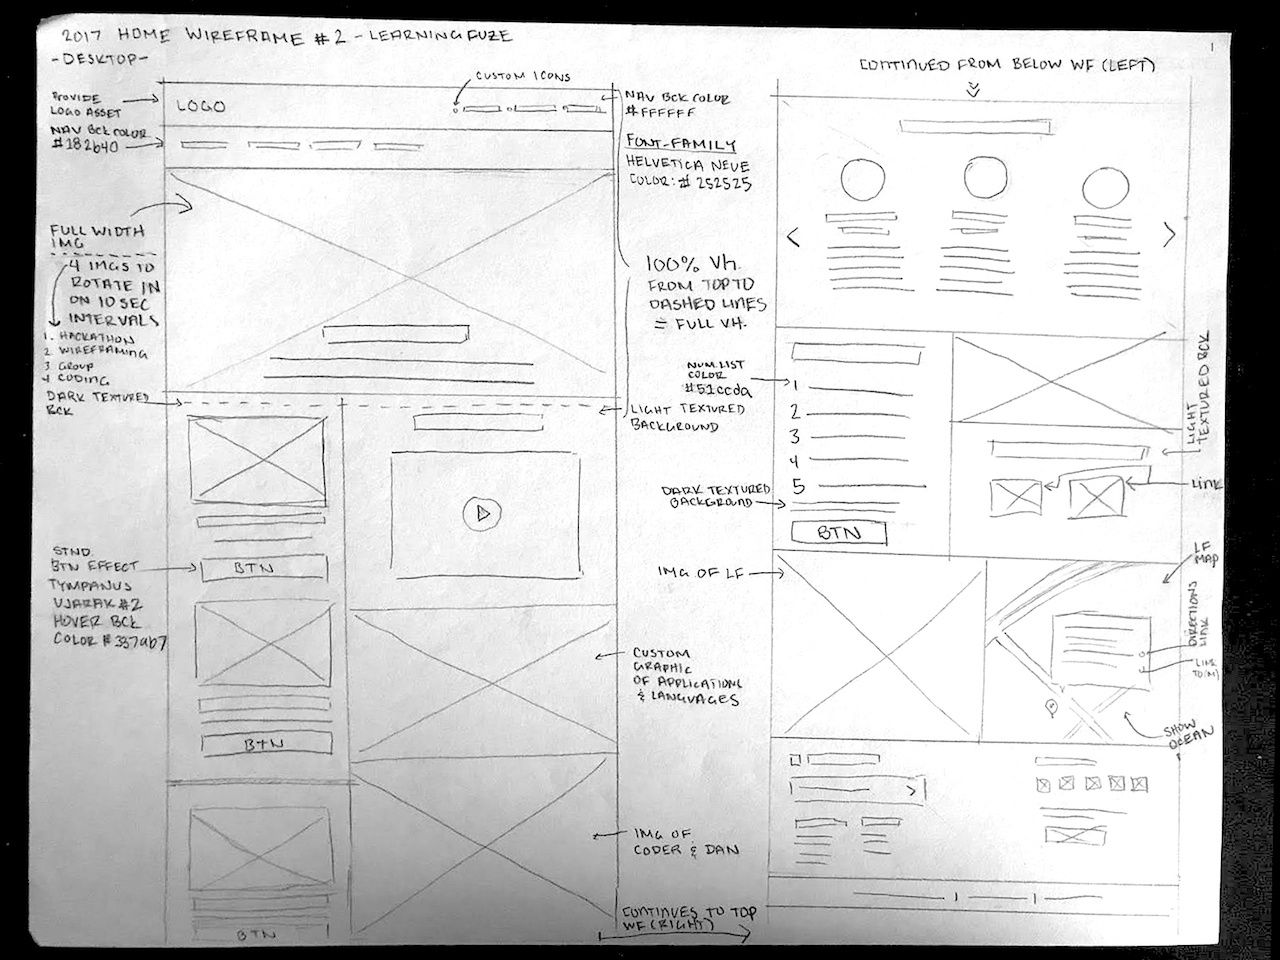 2017 HOME WIREFRAME #2 - LEARNINGFUZE
- DESKTOP -
1
CUSTOM ICONS
PROVIDE
LOGO ASSET
LOGO
NAV BCK COLOR
#182640
NAV BCK COLOR
#FFFFFF
FONT-FAMILY
HELVETICA NEUE
COLOR: #252525
FULL WIDTH
IMG
4 IMGS TO
ROTATE IN
ON 10 SEC
INTERVALS
1. HACKATHON
2 WIREFRAMING
3 GROUP
4 CODING
DARK TEXTURED
BCK
100% Vh.
FROM TOP TO
DASHED LINES
= FULL VH.
LIGHT TEXTURED
BACKGROUND
STND.
BTN EFFECT
TYMPANUS
UJARAK #2
HOVER BCK
COLOR #337ab7
BTN
BTN
BTN
CUSTOM
GRAPHIC
OF APPLICATIONS
& LANGUAGES
IMG OF
CODER & DAN
CONTINUES TO TOP
WF (RIGHT)
CONTINUED FROM BELOW WF (LEFT)
< >
NUM. LIST
COLOR
#51ccda
1
2
3
4
5
DARK TEXTURED
BACKGROUND
BTN
LIGHT
TEXTURED BCK
LINK
IMG OF LF
LF
MAP
DIRECTIONS
LINK
LINK
TO (M)
SHOW
OCEAN
>